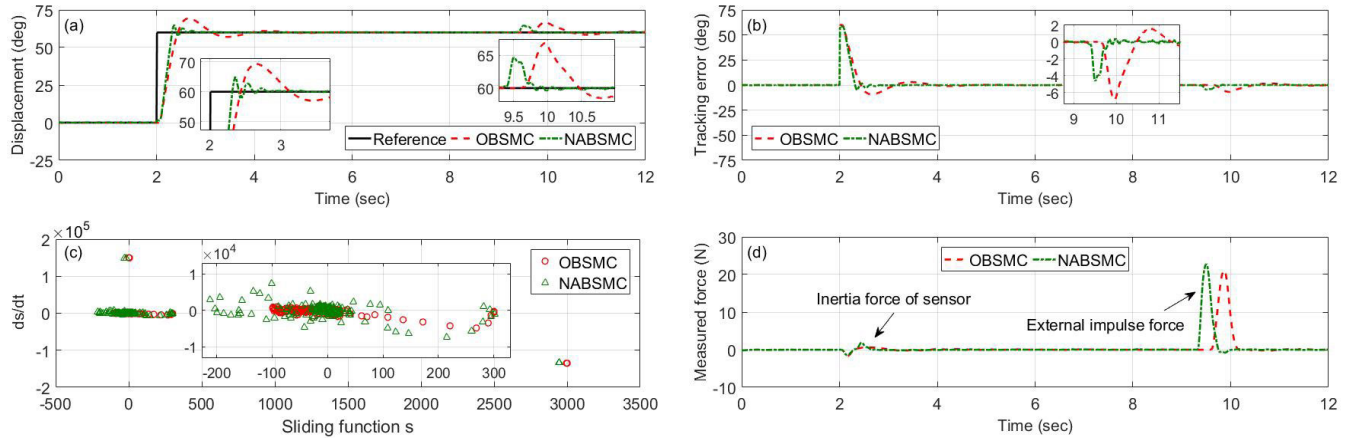 (a)
Displacement (deg)
75
50
25
0
-25
0 2 4 6 8 10 12
Time (sec)
70
60
50
2 3
65
60
9.5 10 10.5
Reference OBSMC NABSMC
(b)
Tracking error (deg)
75
50
25
0
-25
-50
-75
0 2 4 6 8 10 12
Time (sec)
2
0
-2
-4
-6
9 10 11
OBSMC NABSMC
(c)
× 10^5
ds/dt
2
1
0
-1
-2
-500 0 500 1000 1500 2000 2500 3000 3500
Sliding function s
× 10^4
1
0
-1
-200 -100 0 100 200 300
OBSMC
NABSMC
(d)
Measured force (N)
30
20
10
0
-10
0 2 4 6 8 10 12
Time (sec)
OBSMC NABSMC
Inertia force of sensor
External impulse force